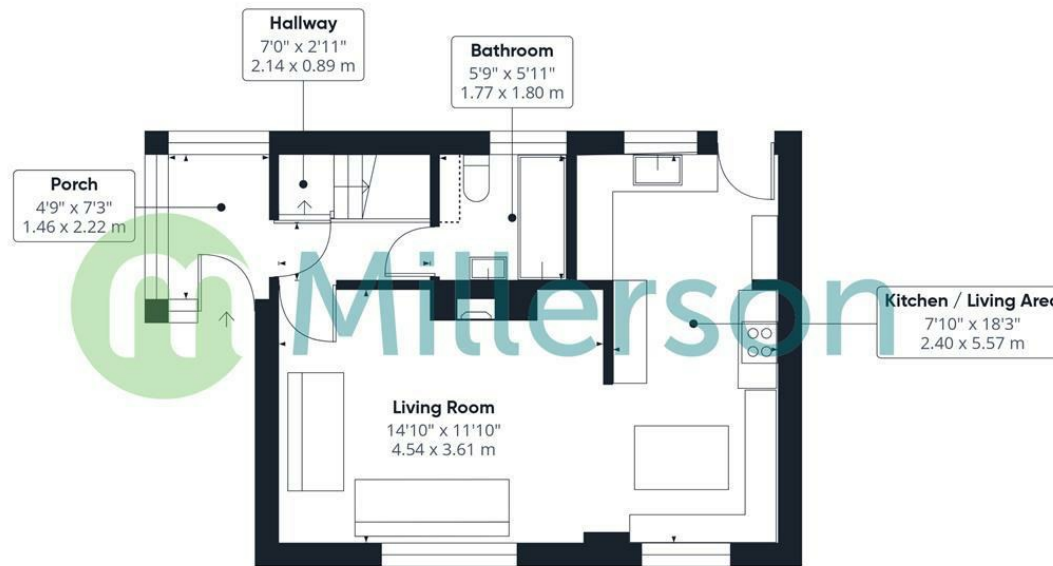 Hallway
7'0" x 2'11"
2.14 x 0.89 m
Bathroom
5'9" x 5'11"
1.77 x 1.80 m
Porch
4'9" x 7'3"
1.46 x 2.22 m
Millerson
Kitchen / Living Area
7'10" x 18'3"
2.40 x 5.57 m
Living Room
14'10" x 11'10"
4.54 x 3.61 m